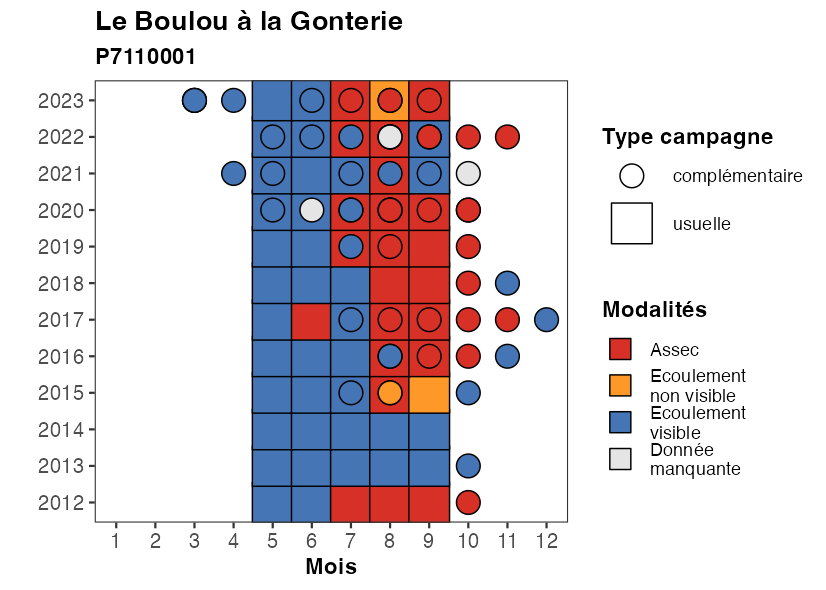 Le Boulou à la Gonterie
P7110001
2023
2022
2021
2020
2019
2018
2017
2016
2015
2014
2013
2012
1 2 3 4 5 6 7 8 9 10 11 12
Mois
Type campagne
complémentaire
usuelle
Modalités
Assec
Ecoulement
non visible
Ecoulement
visible
Donnée
manquante